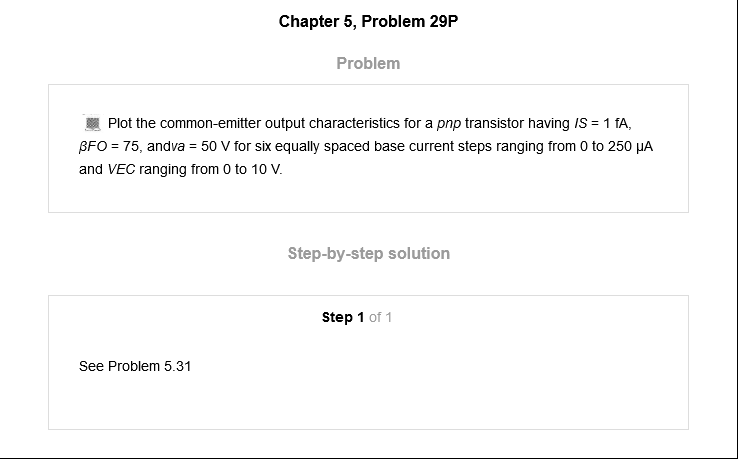 Chapter 5, Problem 29P
Problem
Plot the common-emitter output characteristics for a pnp transistor having IS = 1 fA,
βFO = 75, andva = 50 V for six equally spaced base current steps ranging from 0 to 250 µA
and VEC ranging from 0 to 10 V.
Step-by-step solution
Step 1 of 1
See Problem 5.31